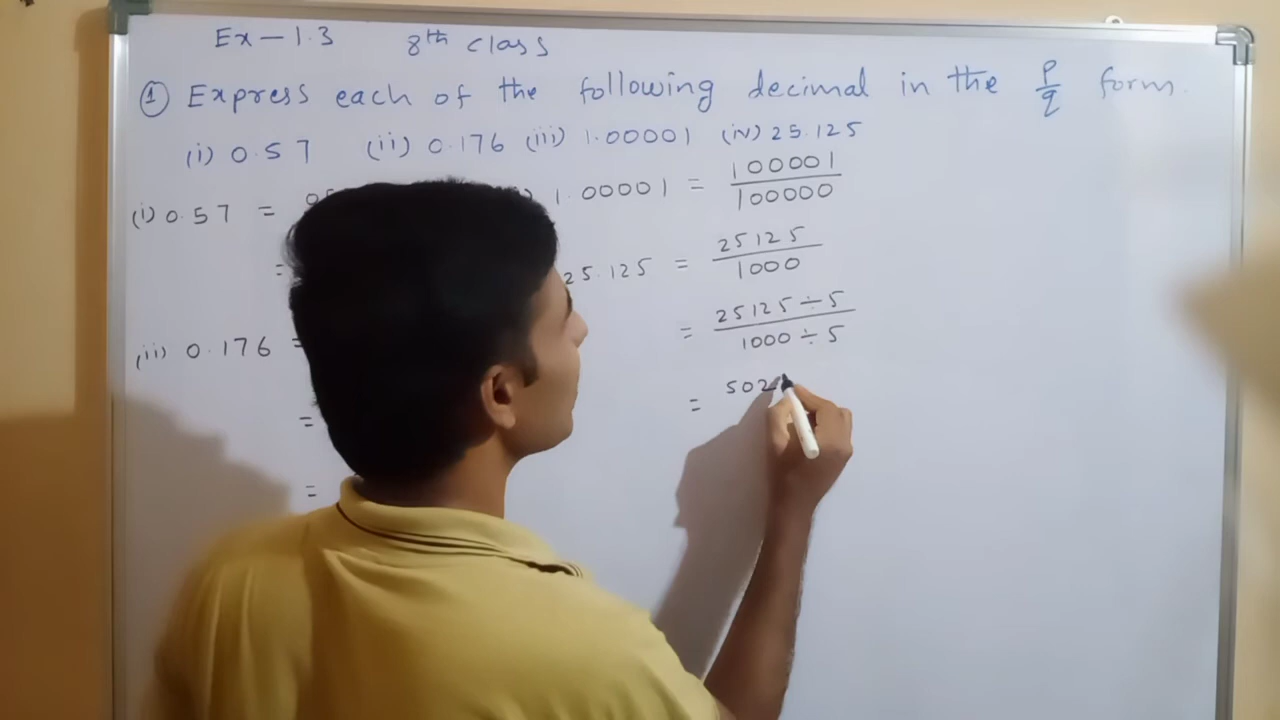 Ex - 1.3 8th class
① Express each of the following decimal in the p/q form.
(i) 0.57 (ii) 0.176 (iii) 1.00001 (iv) 25.125
(i) 0.57 =
=
(ii) 0.176 =
=
=
1.00001 = 100001/100000
25.125 = 25125/1000
= 25125 ÷ 5/1000 ÷ 5
= 502